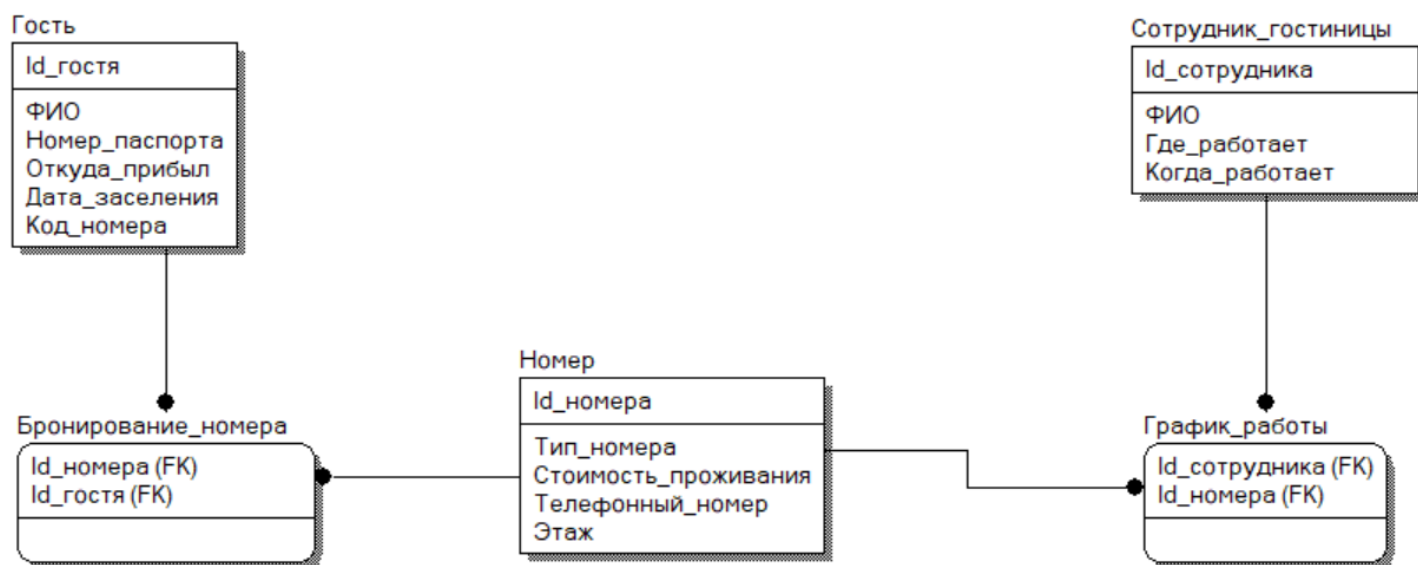 Гость
Id_гостя
ФИО
Номер_паспорта
Откуда_прибыл
Дата_заселения
Код_номера
Сотрудник_гостиницы
Id_сотрудника
ФИО
Где_работает
Когда_работает
Номер
Id_номера
Тип_номера
Стоимость_проживания
Телефонный_номер
Этаж
Бронирование_номера
Id_номера (FK)
Id_гостя (FK)
График_работы
Id_сотрудника (FK)
Id_номера (FK)